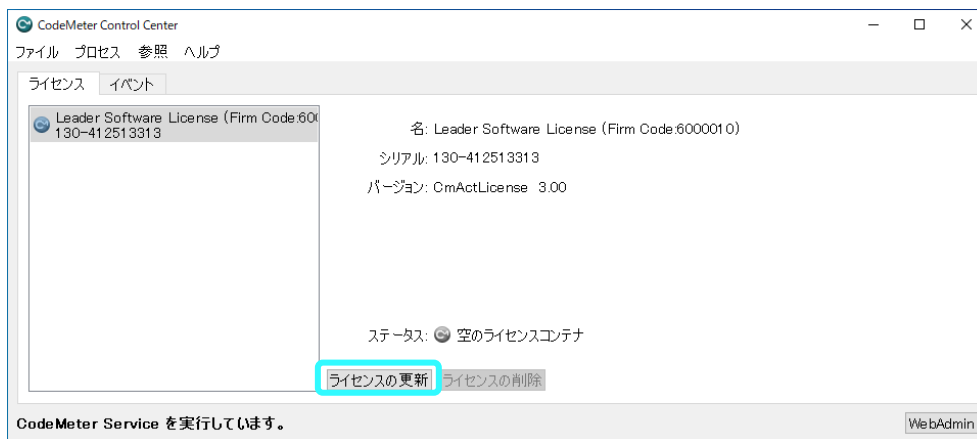 CodeMeter Control Center
ファイル プロセス 参照 ヘルプ
ライセンス イベント
Leader Software License (Firm Code:600
130-412513313
名: Leader Software License (Firm Code:6000010)
シリアル: 130-412513313
バージョン: CmActLicense 3.00
ステータス: 空のライセンスコンテナ
ライセンスの更新 ライセンスの削除
CodeMeter Service を実行しています。 WebAdmin